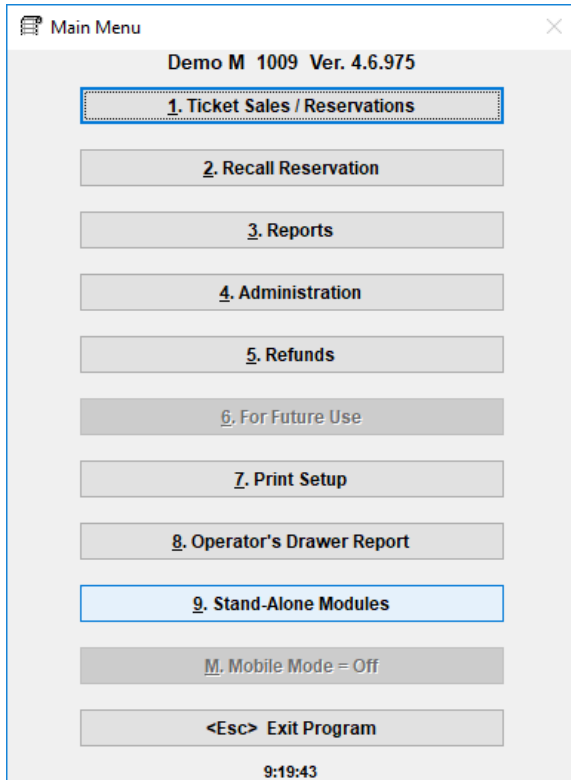 Main Menu
Demo M 1009 Ver. 4.6.975
1. Ticket Sales / Reservations
2. Recall Reservation
3. Reports
4. Administration
5. Refunds
6. For Future Use
7. Print Setup
8. Operator's Drawer Report
9. Stand-Alone Modules
M. Mobile Mode = Off
<Esc> Exit Program
9:19:43